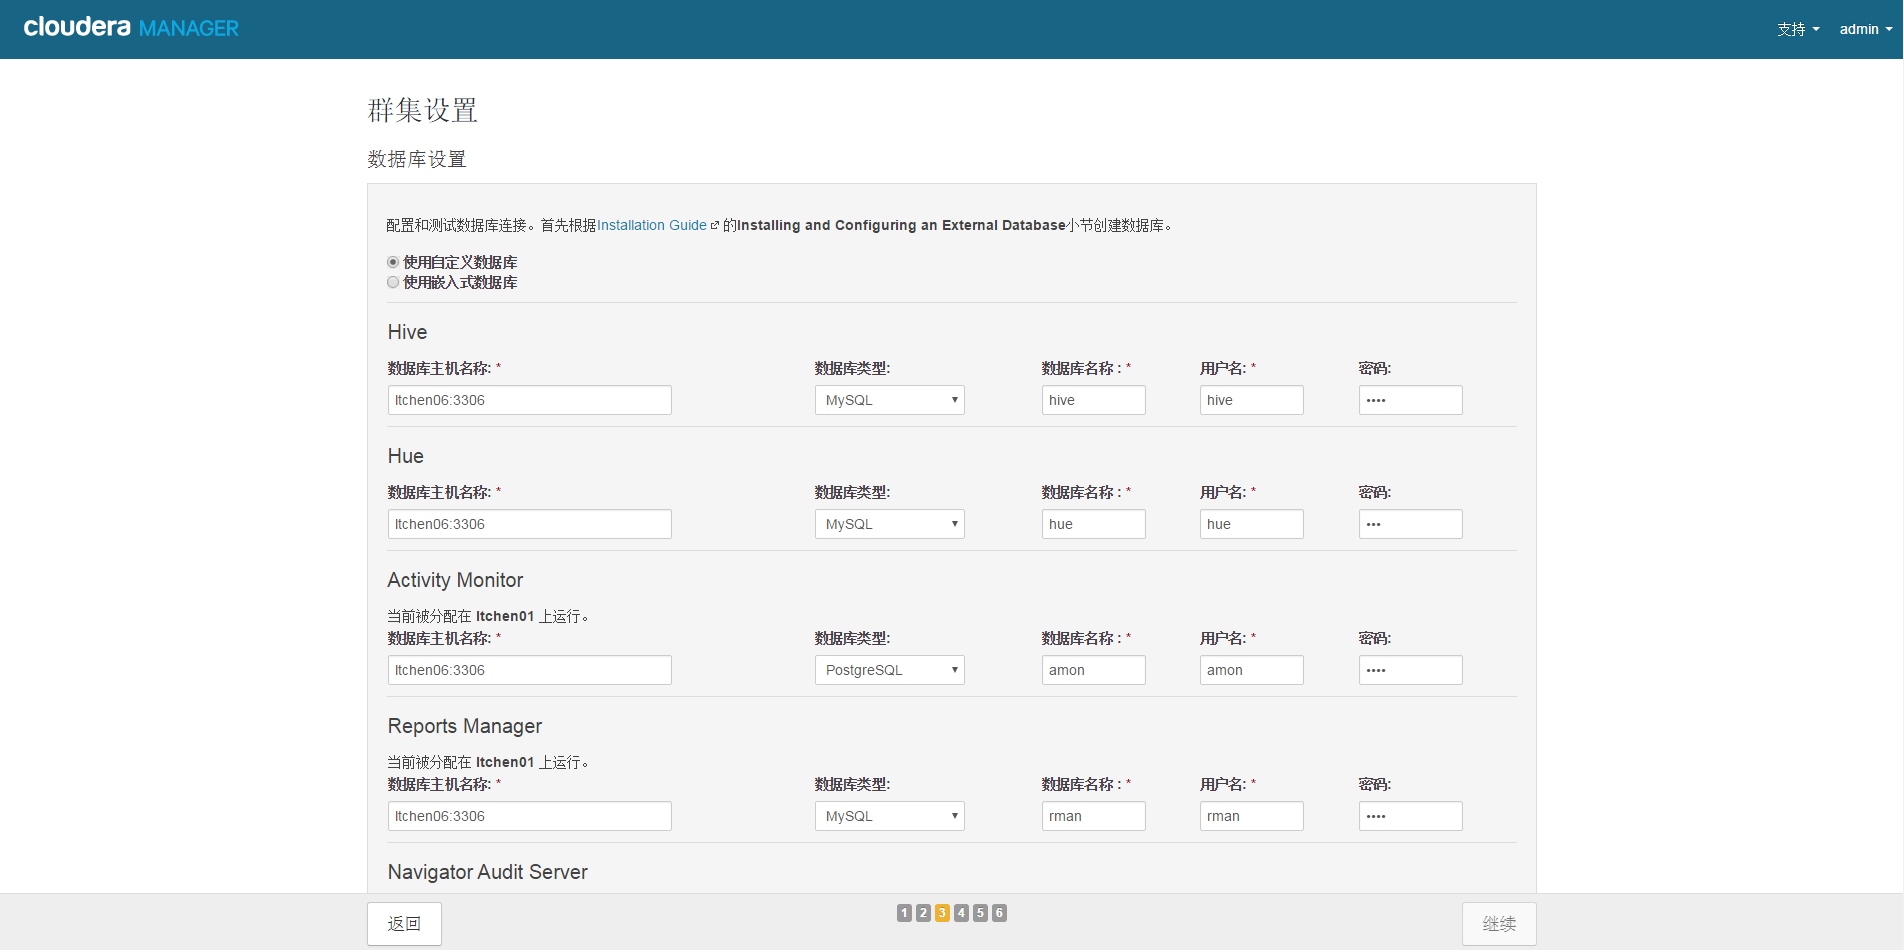 cloudera MANAGER
支持 admin
群集设置
数据库设置
配置和测试数据库连接。首先根据Installation Guide 的Installing and Configuring an External Database小节创建数据库。
使用自定义数据库
使用嵌入式数据库
Hive
数据库主机名称: * 数据库类型: 数据库名称 : * 用户名: * 密码:
ltchen06:3306 MySQL hive hive ••••
Hue
数据库主机名称: * 数据库类型: 数据库名称 : * 用户名: * 密码:
ltchen06:3306 MySQL hue hue •••
Activity Monitor
当前被分配在 ltchen01 上运行。
数据库主机名称: * 数据库类型: 数据库名称 : * 用户名: * 密码:
ltchen06:3306 PostgreSQL amon amon ••••
Reports Manager
当前被分配在 ltchen01 上运行。
数据库主机名称: * 数据库类型: 数据库名称 : * 用户名: * 密码:
ltchen06:3306 MySQL rman rman ••••
Navigator Audit Server
返回 1 2 3 4 5 6 继续